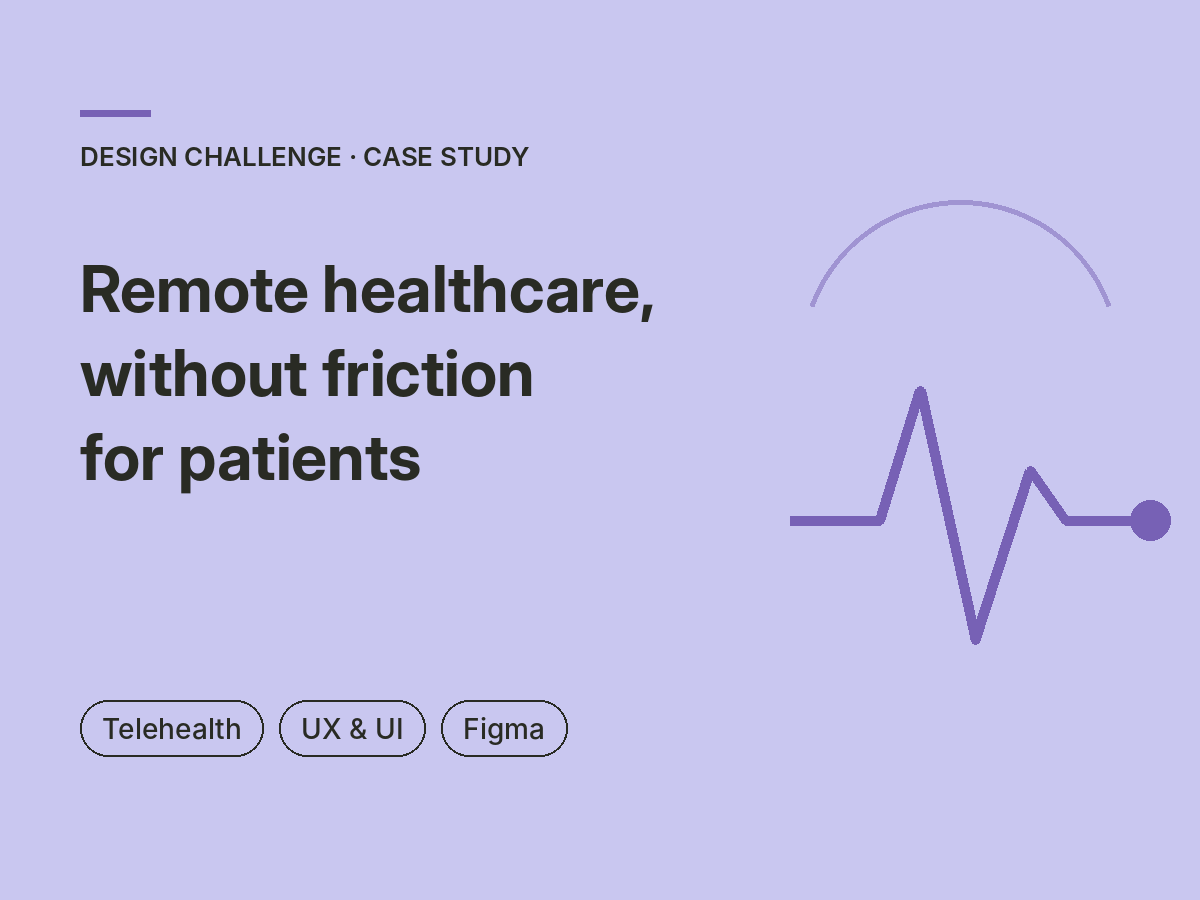 DESIGN CHALLENGE · CASE STUDY
Remote healthcare,
without friction
for patients
Telehealth
UX & UI
Figma